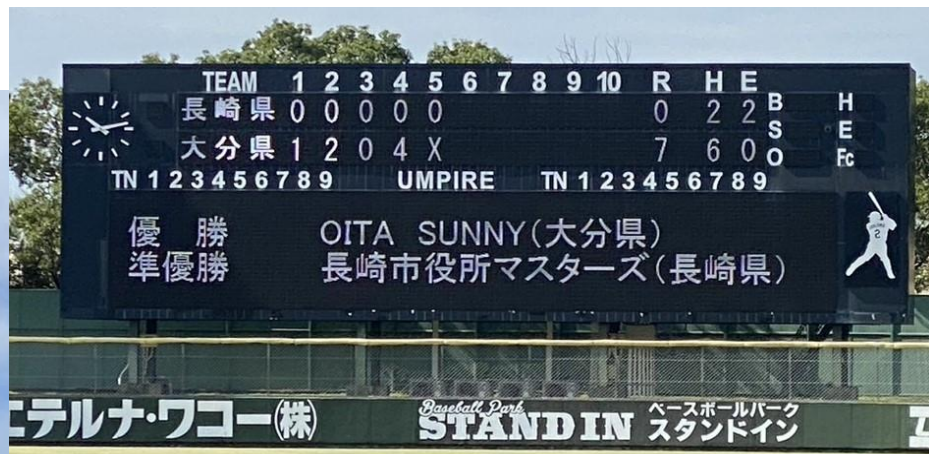 TEAM 1 2 3 4 5 6 7 8 9 10 R H E
長崎県 0 0 0 0 0 0 2 2
大分県 1 2 0 4 X 7 6 0
B H
S E
O Fc
TN 1 2 3 4 5 6 7 8 9 UMPIRE TN 1 2 3 4 5 6 7 8 9
優勝 OITA SUNNY(大分県)
準優勝 長崎市役所マスターズ(長崎県)
2
エテルナ・ワコー(株)
Baseball Park
STAND IN
ベースボールパーク
スタンドイン